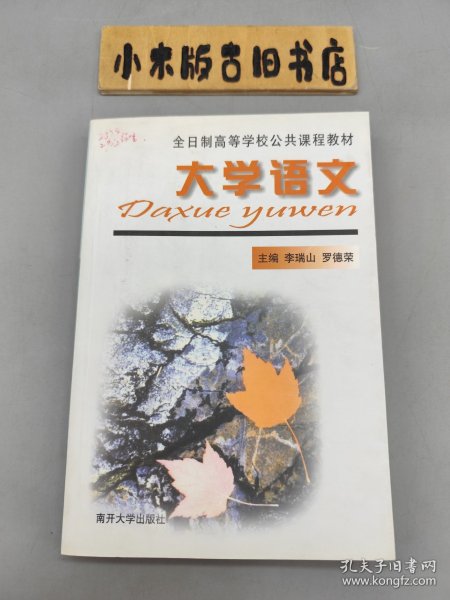 小末版古旧书店
全日制高等学校公共课程教材
大学语文
Daxue yuwen
主编 李瑞山 罗德荣
南开大学出版社
孔夫子旧书网
www.kongfz.com